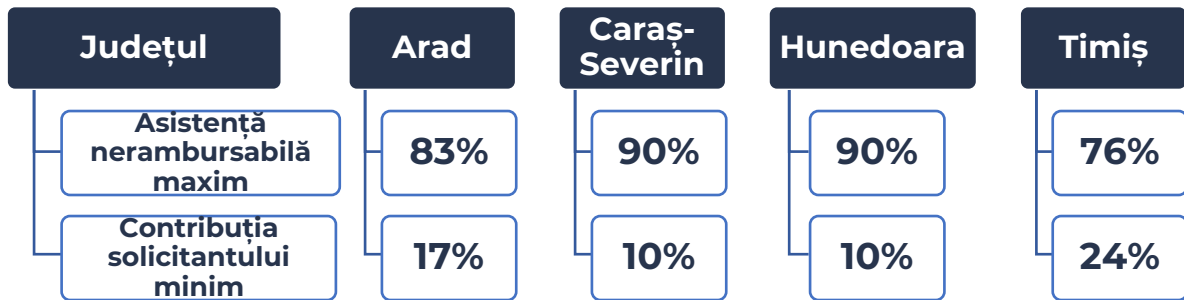 Județul
Arad
Caraș-
Severin
Hunedoara
Timiș
Asistență
nerambursabilă
maxim
83%
90%
90%
76%
Contribuția
solicitantului
minim
17%
10%
10%
24%